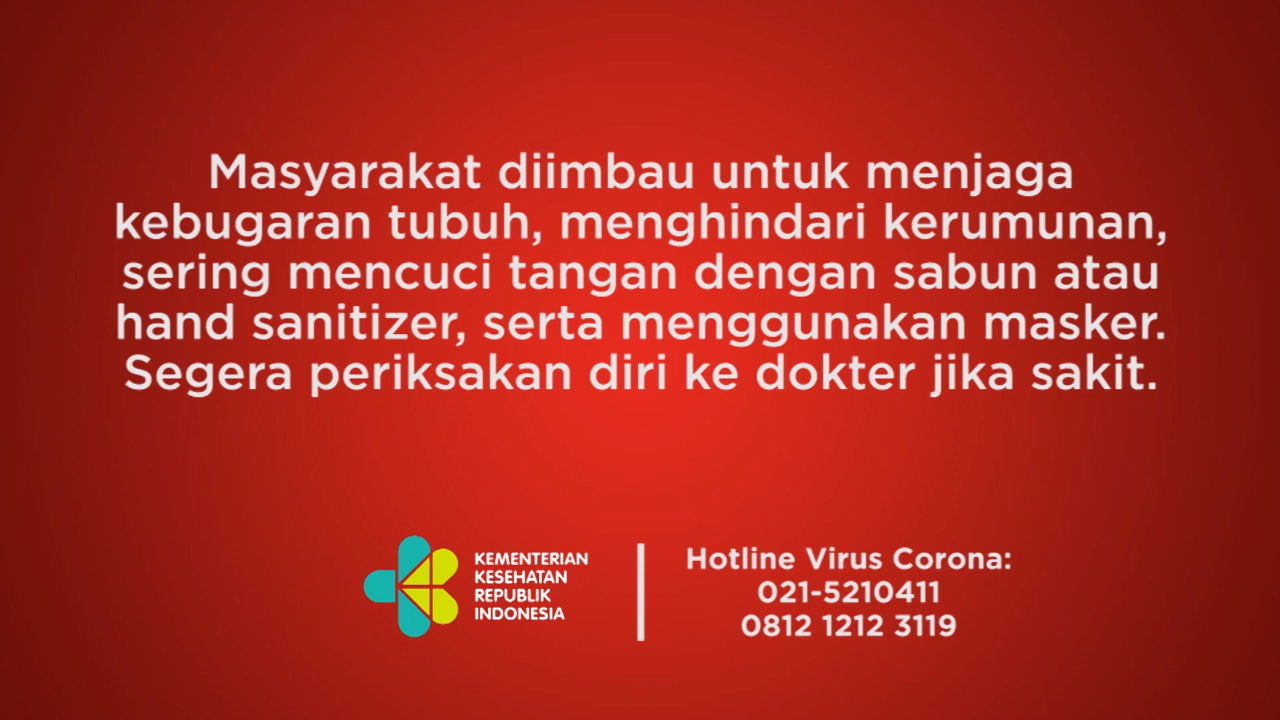 Masyarakat diimbau untuk menjaga
kebugaran tubuh, menghindari kerumunan,
sering mencuci tangan dengan sabun atau
hand sanitizer, serta menggunakan masker.
Segera periksakan diri ke dokter jika sakit.
KEMENTERIAN
KESEHATAN
REPUBLIK
INDONESIA
Hotline Virus Corona:
021-5210411
0812 1212 3119